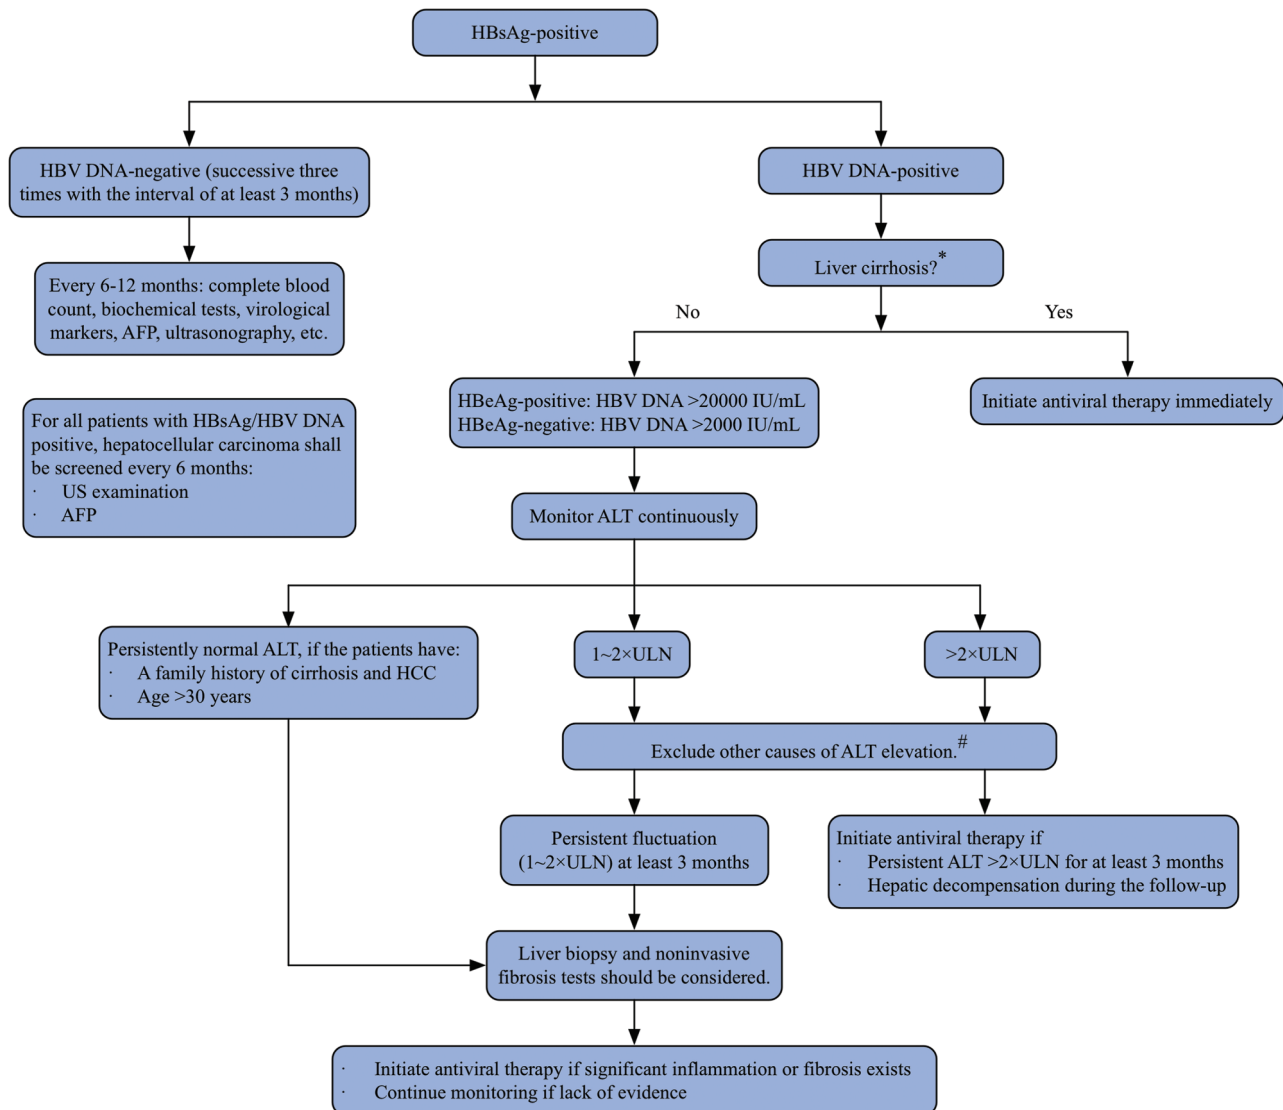 HBsAg-positive
HBV DNA-negative (successive three
times with the interval of at least 3 months)
HBV DNA-positive
Every 6-12 months: complete blood
count, biochemical tests, virological
markers, AFP, ultrasonography, etc.
Liver cirrhosis?*
No
Yes
For all patients with HBsAg/HBV DNA
positive, hepatocellular carcinoma shall
be screened every 6 months:
· US examination
· AFP
HBeAg-positive: HBV DNA >20000 IU/mL
HBeAg-negative: HBV DNA >2000 IU/mL
Initiate antiviral therapy immediately
Monitor ALT continuously
Persistently normal ALT, if the patients have:
· A family history of cirrhosis and HCC
· Age >30 years
1~2×ULN
>2×ULN
Exclude other causes of ALT elevation.#
Persistent fluctuation
(1~2×ULN) at least 3 months
Initiate antiviral therapy if
· Persistent ALT >2×ULN for at least 3 months
· Hepatic decompensation during the follow-up
Liver biopsy and noninvasive
fibrosis tests should be considered.
· Initiate antiviral therapy if significant inflammation or fibrosis exists
· Continue monitoring if lack of evidence